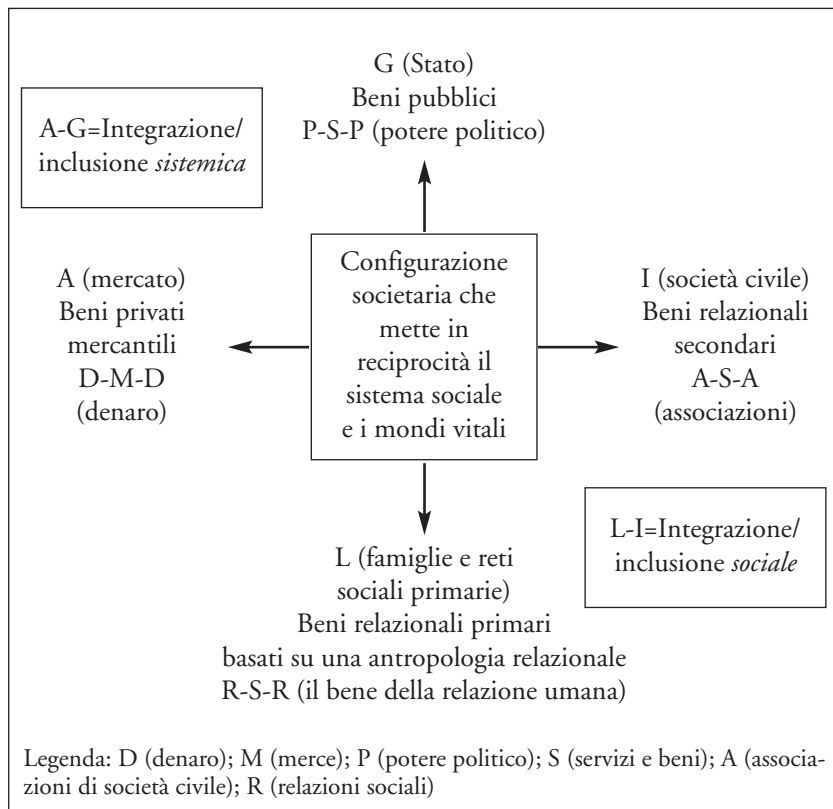 G (Stato)
Beni pubblici
P-S-P (potere politico)
A-G=Integrazione/
inclusione sistemica
A (mercato)
Beni privati
mercantili
D-M-D
(denaro)
Configurazione
societaria che
mette in
reciprocità il
sistema sociale
e i mondi vitali
I (società civile)
Beni relazionali
secondari
A-S-A
(associazioni)
L-I=Integrazione/
inclusione sociale
L (famiglie e reti
sociali primarie)
Beni relazionali primari
basati su una antropologia relazionale
R-S-R (il bene della relazione umana)
Legenda: D (denaro); M (merce); P (potere politico); S (servizi e beni); A (associa-
zioni di società civile); R (relazioni sociali)